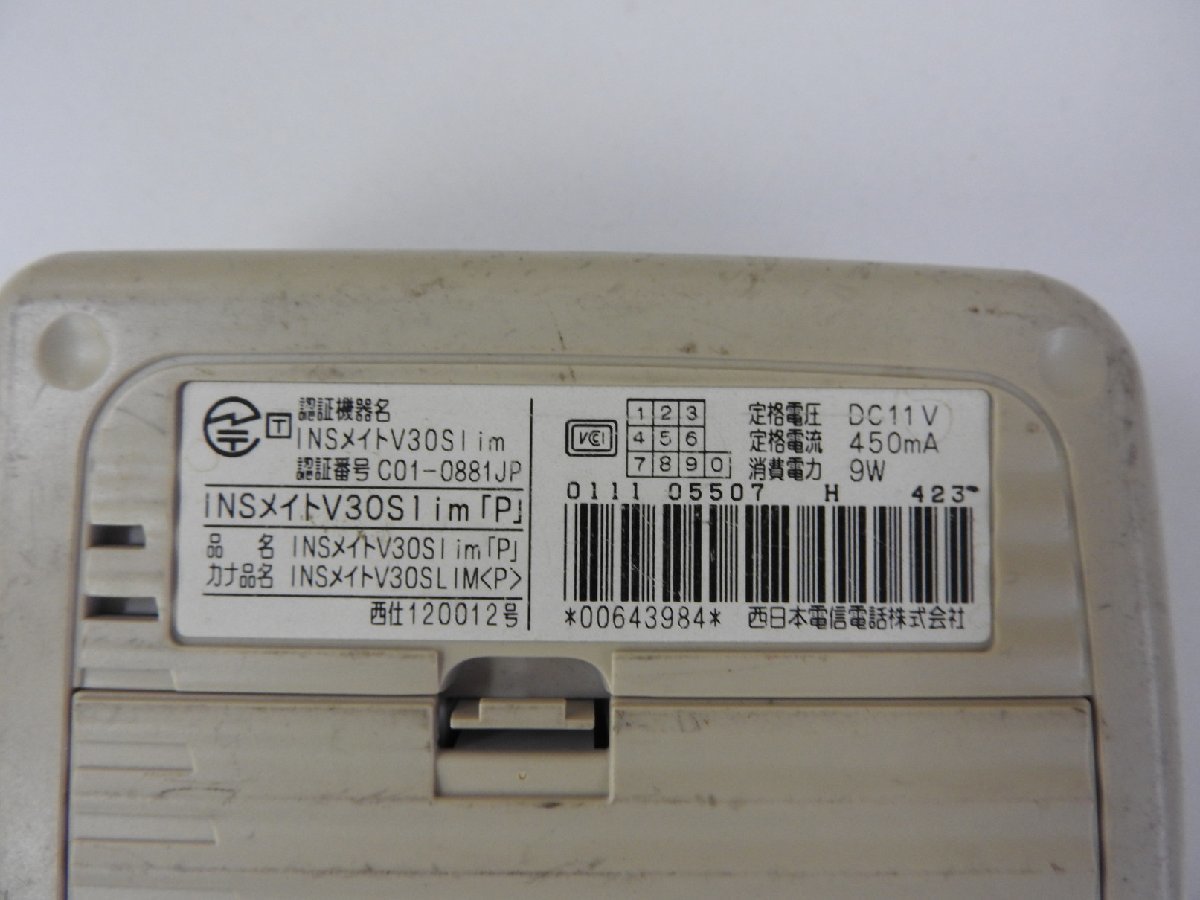 認証機器名
T INSメイトV30Slim
認証番号 C01-0881JP
INSメイトV30Slim「P」
品 名 INSメイトV30Slim「P」
カナ品名 INSメイトV30SLIM<P>
西仕120012号
VCI
1 2 3
4 5 6
7 8 9 0
定格電圧 DC11V
定格電流 450mA
消費電力 9W
0111 05507 H 423
*00643984* 西日本電信電話株式会社